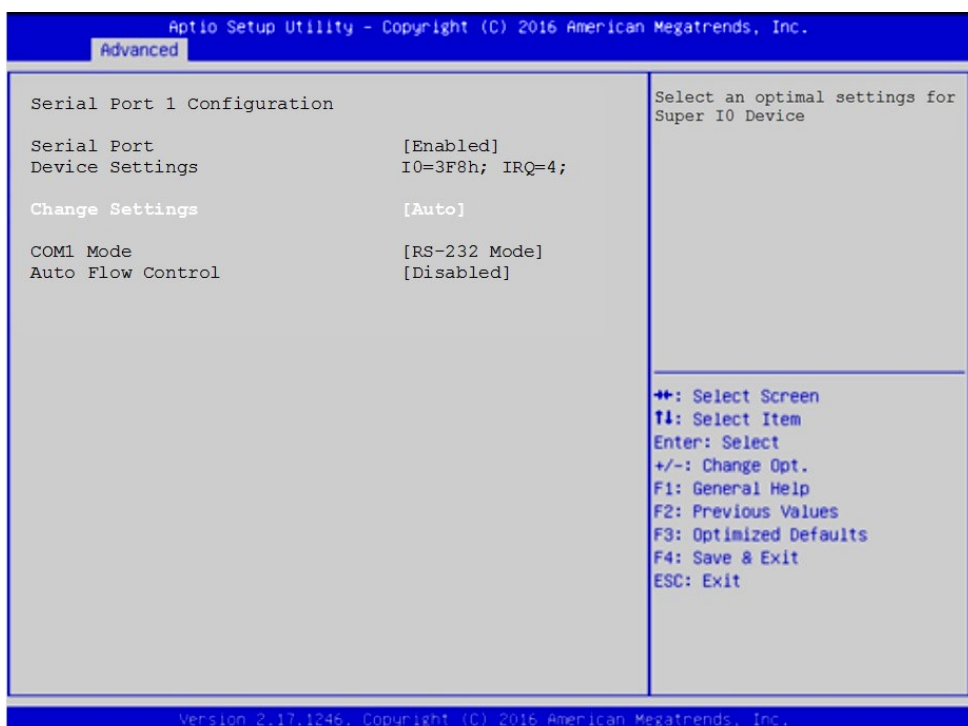 Aptio Setup Utility - Copyright (C) 2016 American Megatrends, Inc.
Advanced
Serial Port 1 Configuration
Serial Port [Enabled]
Device Settings I0=3F8h; IRQ=4;
Change Settings [Auto]
COM1 Mode [RS-232 Mode]
Auto Flow Control [Disabled]
Select an optimal settings for
Super I0 Device
→←: Select Screen
↑↓: Select Item
Enter: Select
+/-: Change Opt.
F1: General Help
F2: Previous Values
F3: Optimized Defaults
F4: Save & Exit
ESC: Exit
Version 2.17.1246. Copyright (C) 2016 American Megatrends, Inc.